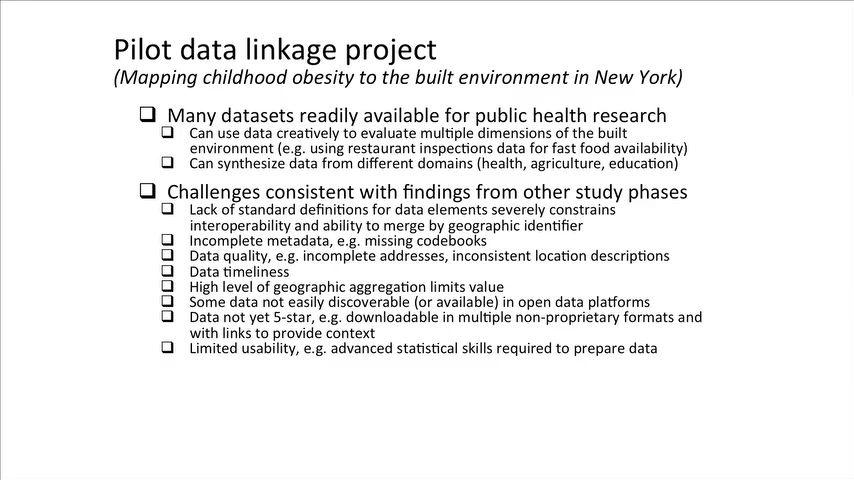 Pilot data linkage project
(Mapping childhood obesity to the built environment in New York)
Many datasets readily available for public health research
Can use data creatively to evaluate multiple dimensions of the built
environment (e.g. using restaurant inspections data for fast food availability)
Can synthesize data from different domains (health, agriculture, education)
Challenges consistent with findings from other study phases
Lack of standard definitions for data elements severely constrains
interoperability and ability to merge by geographic identifier
Incomplete metadata, e.g. missing codebooks
Data quality, e.g. incomplete addresses, inconsistent location descriptions
Data timeliness
High level of geographic aggregation limits value
Some data not easily discoverable (or available) in open data platforms
Data not yet 5-star, e.g. downloadable in multiple non-proprietary formats and
with links to provide context
Limited usability, e.g. advanced statistical skills required to prepare data